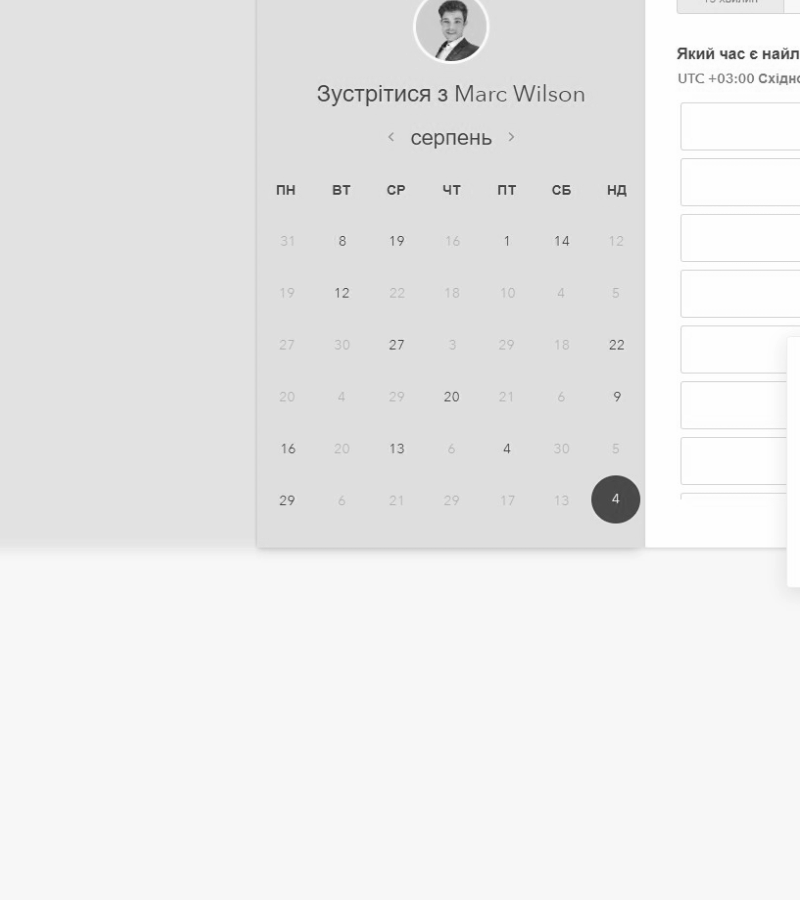 15 хвилин
Зустрітися з Marc Wilson
< серпень >
ПН ВТ СР ЧТ ПТ СБ НД
31 8 19 16 1 14 12
19 12 22 18 10 4 5
27 30 27 3 29 18 22
20 4 29 20 21 6 9
16 20 13 6 4 30 5
29 6 21 29 17 13 4
Який час є найл
UTC +03:00 Східно